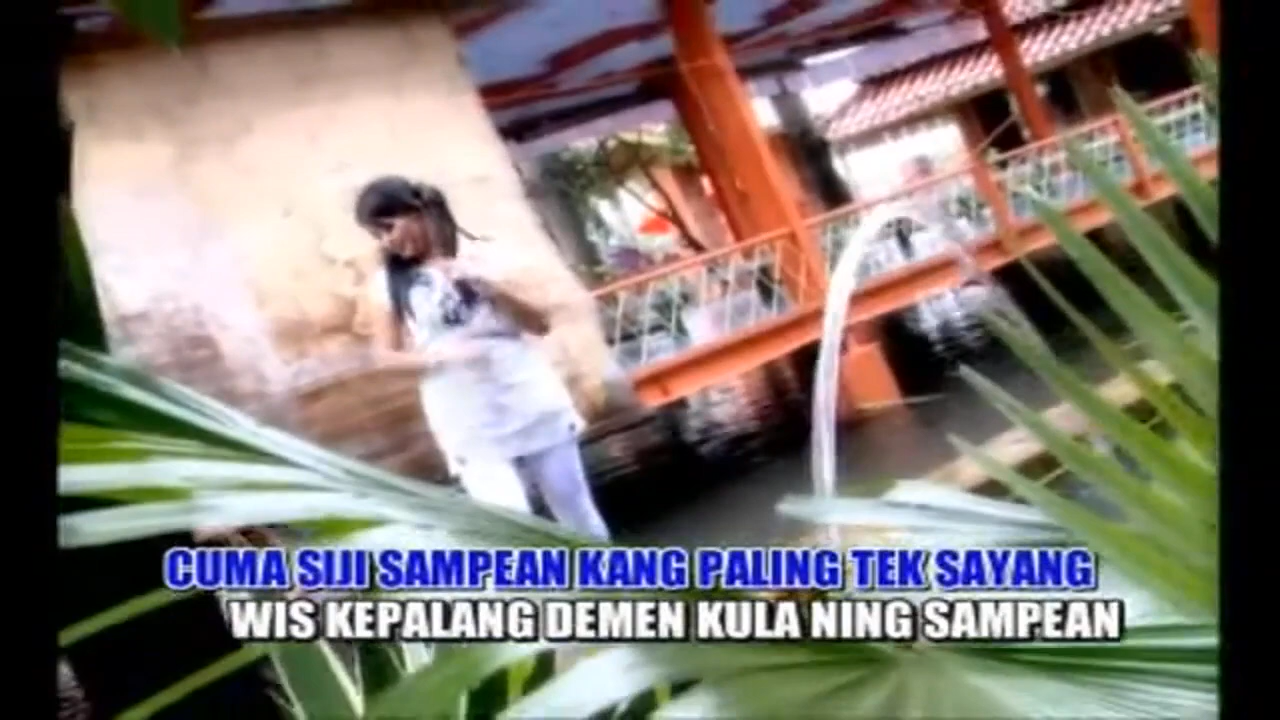 CUMA SIJI SAMPEAN KANG PALING TEK SAYANG
WIS KEPALANG DEMEN KULA NING SAMPEAN